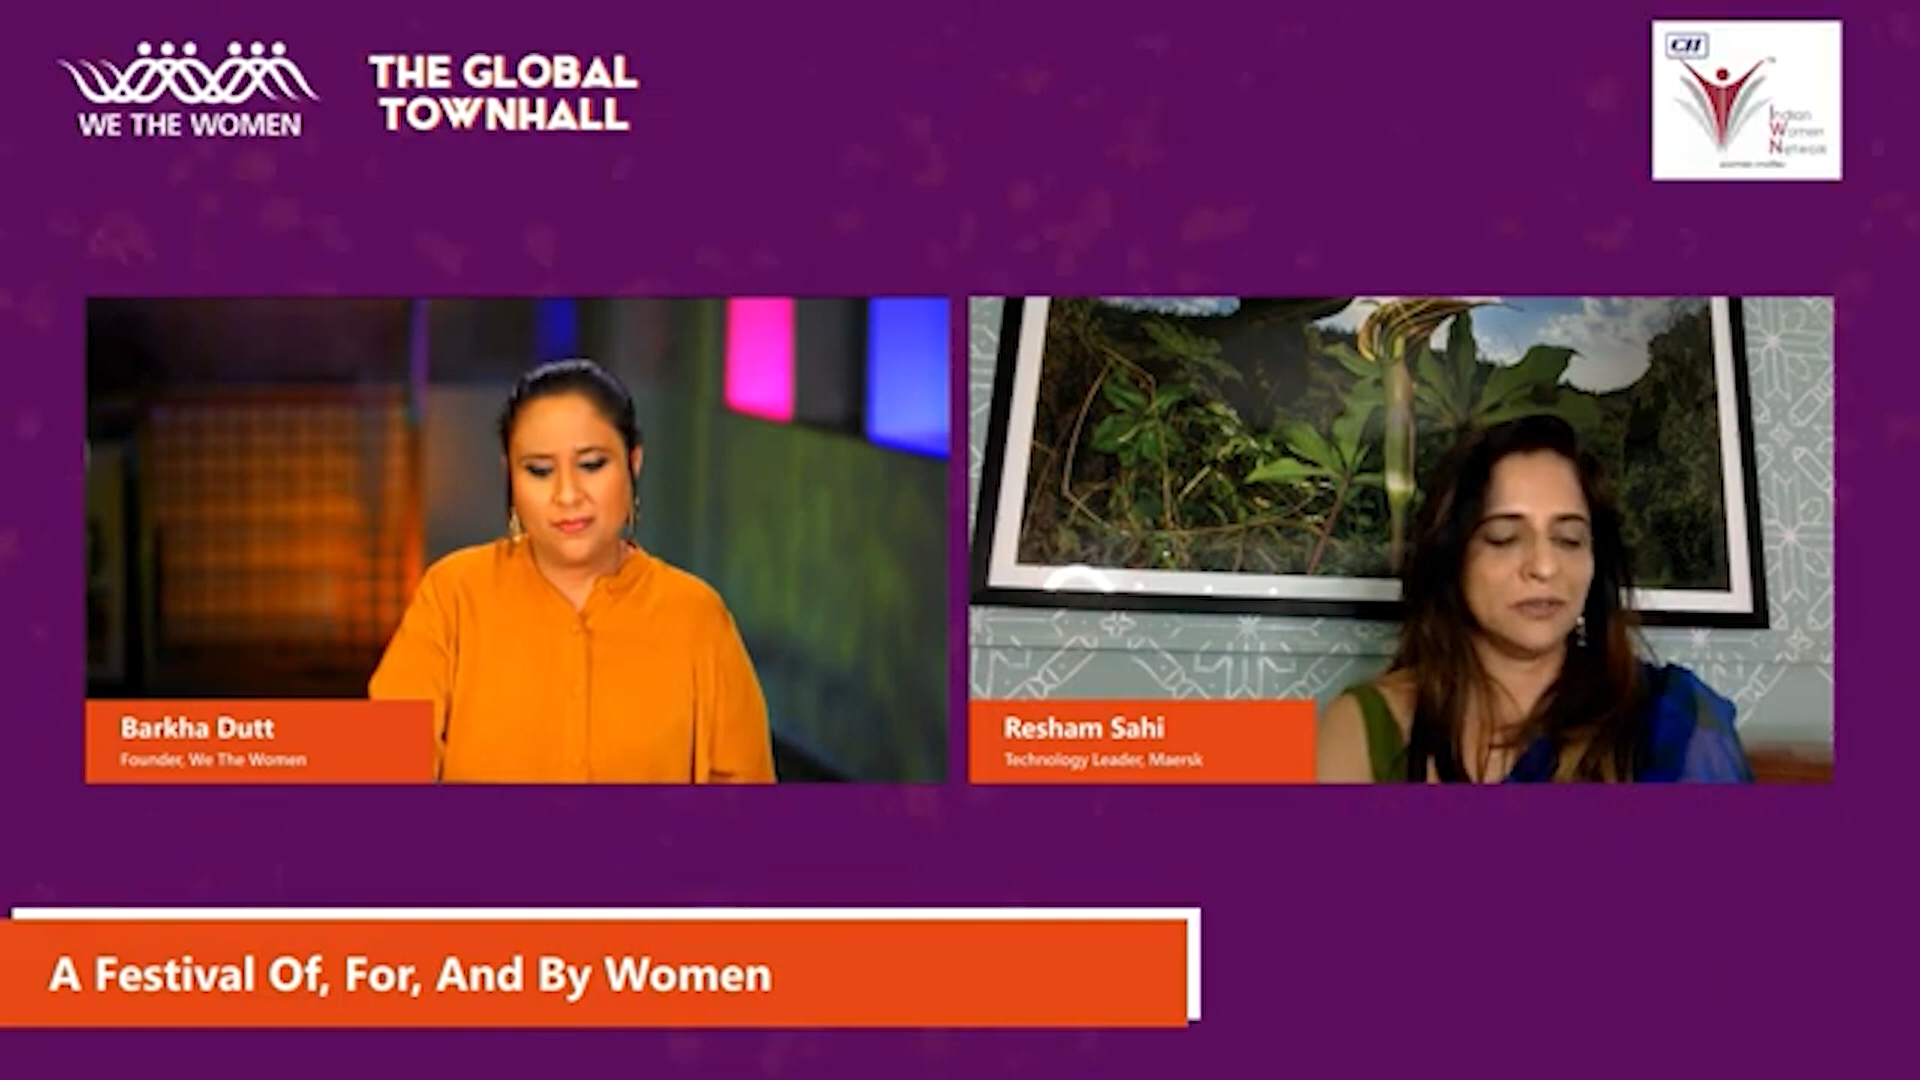 WE THE WOMEN
THE GLOBAL
TOWNHALL
CII
Indian
Women
Network
Barkha Dutt
Founder, We The Women
Resham Sahi
Technology Leader, Maersk
A Festival Of, For, And By Women